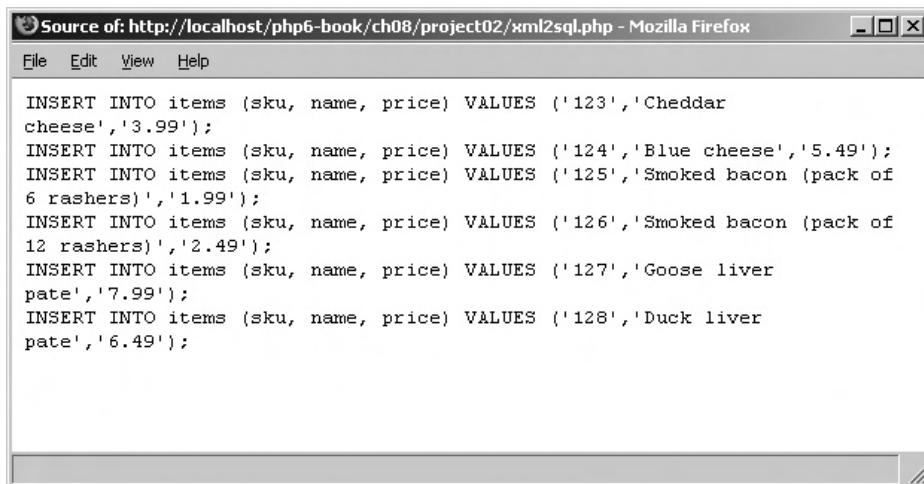 Source of: http://localhost/php6-book/ch08/project02/xml2sql.php - Mozilla Firefox
File Edit View Help
INSERT INTO items (sku, name, price) VALUES ('123','Cheddar
cheese','3.99');
INSERT INTO items (sku, name, price) VALUES ('124','Blue cheese','5.49');
INSERT INTO items (sku, name, price) VALUES ('125','Smoked bacon (pack of
6 rashers)','1.99');
INSERT INTO items (sku, name, price) VALUES ('126','Smoked bacon (pack of
12 rashers)','2.49');
INSERT INTO items (sku, name, price) VALUES ('127','Goose liver
pate','7.99');
INSERT INTO items (sku, name, price) VALUES ('128','Duck liver
pate','6.49');